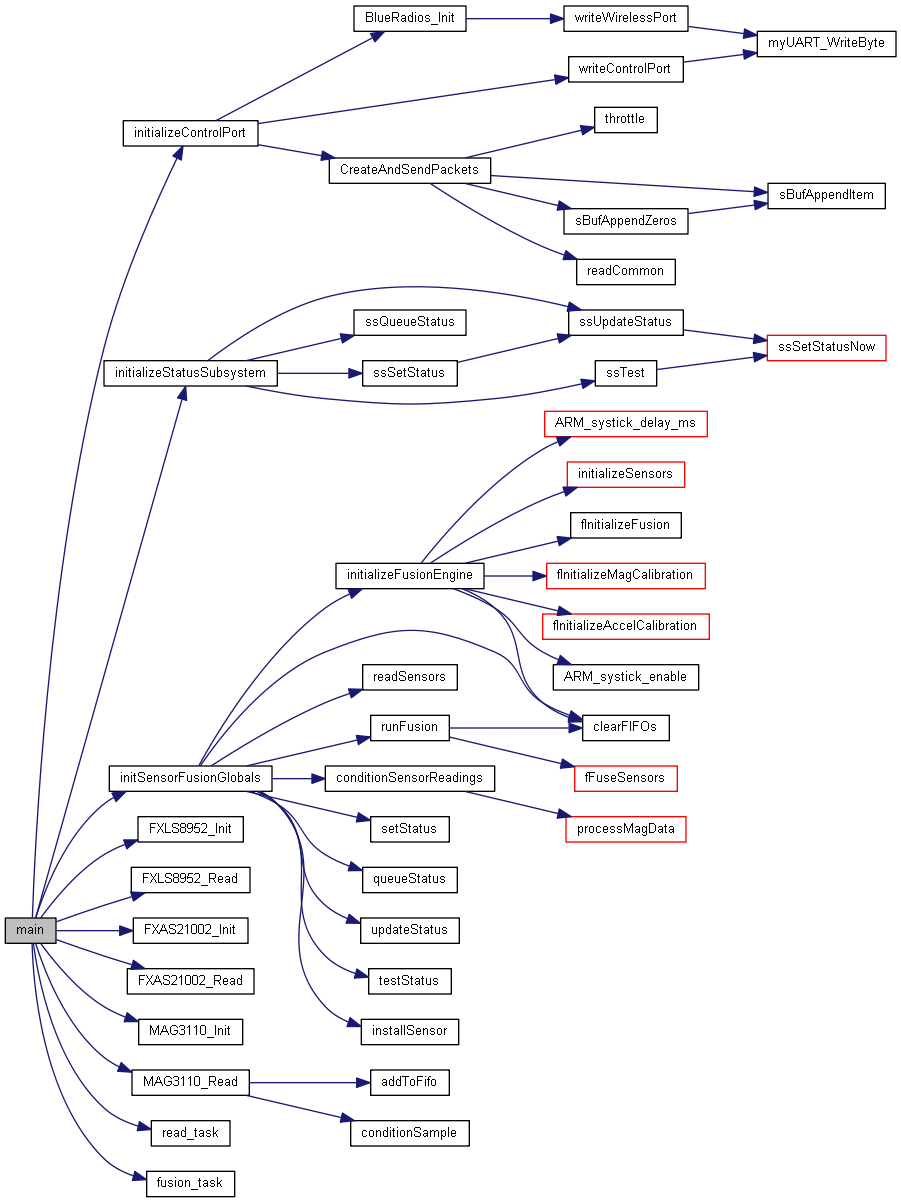 BlueRadios_Init
writeWirelessPort
myUART_WriteByte
writeControlPort
throttle
initializeControlPort
CreateAndSendPackets
sBufAppendItem
sBufAppendZeros
readCommon
ssQueueStatus
ssUpdateStatus
ssSetStatusNow
initializeStatusSubsystem
ssSetStatus
ssTest
ARM_systick_delay_ms
initializeSensors
fInitializeFusion
initializeFusionEngine
fInitializeMagCalibration
fInitializeAccelCalibration
ARM_systick_enable
readSensors
runFusion
clearFIFOs
initSensorFusionGlobals
conditionSensorReadings
fFuseSensors
setStatus
processMagData
FXLS8952_Init
queueStatus
FXLS8952_Read
main
FXAS21002_Init
updateStatus
FXAS21002_Read
testStatus
MAG3110_Init
installSensor
MAG3110_Read
addToFifo
read_task
conditionSample
fusion_task